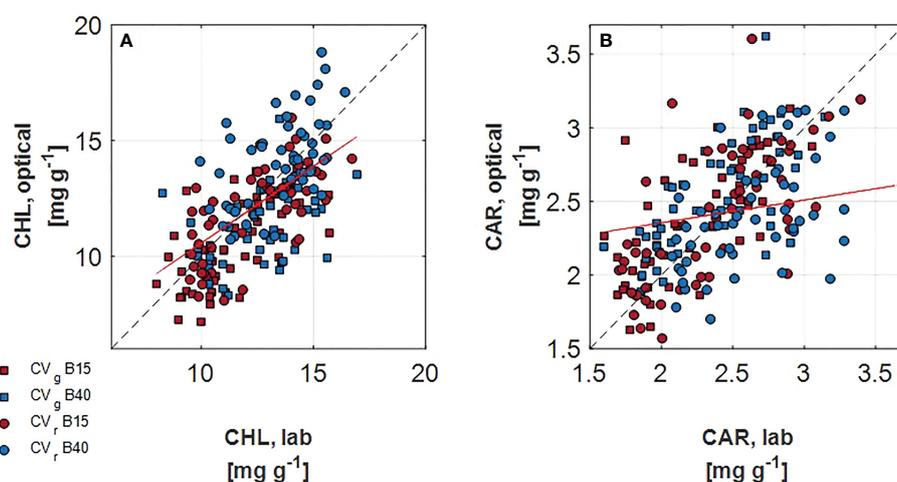 A
20
15
10
CHL, optical
[mg g-1]
10 15 20
CHL, lab
[mg g-1]
B
3.5
3
2.5
2
1.5
CAR, optical
[mg g-1]
1.5 2 2.5 3 3.5
CAR, lab
[mg g-1]
CVg B15
CVg B40
CVr B15
CVr B40